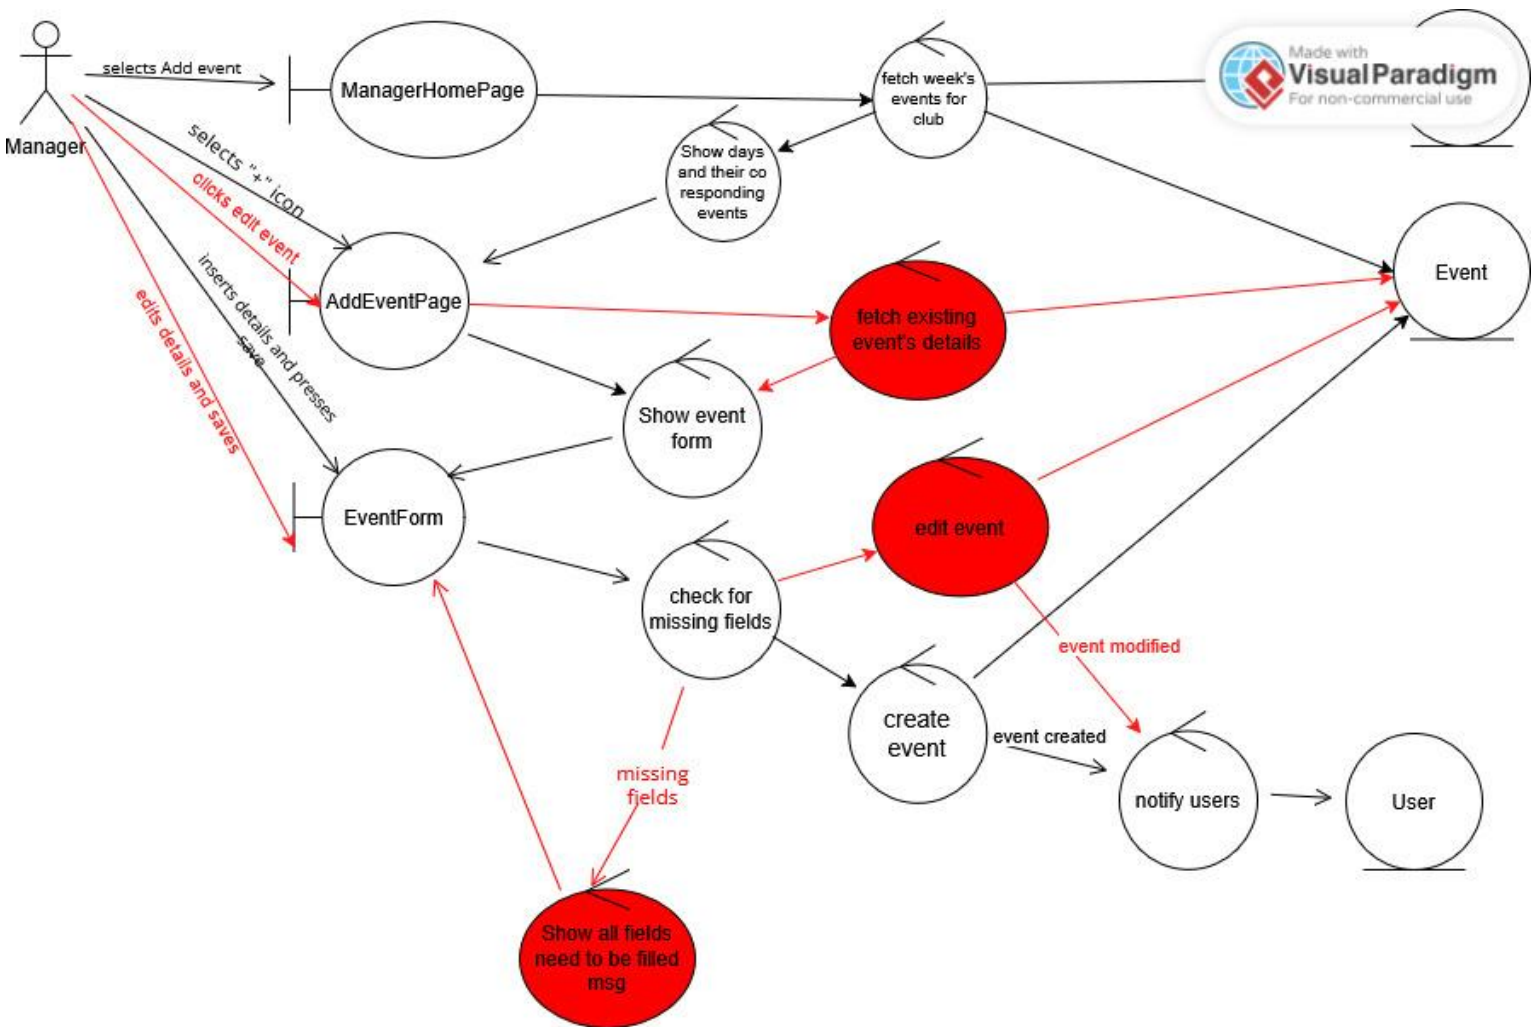 Made with
Visual Paradigm
For non-commercial use
selects Add event
ManagerHomePage
fetch week's
events for
club
Manager
selects "+" icon
Show days
and their co
responding
events
clicks edit event
AddEventPage
Event
inserts details and presses
save
fetch existing
event's details
edits details and saves
Show event
form
EventForm
edit event
check for
missing fields
event modified
create
event
event created
missing
fields
notify users
User
Show all fields
need to be filled
msg